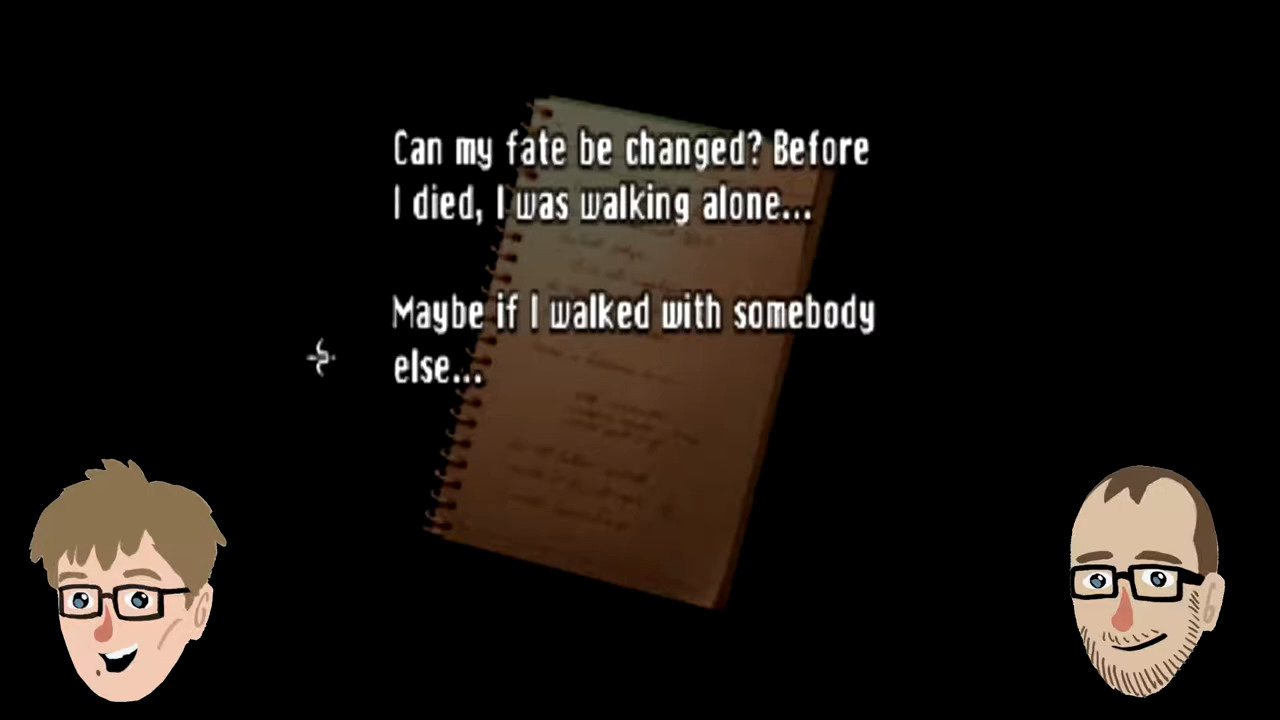 Can my fate be changed? Before
I died, I was walking alone...
Maybe if I walked with somebody
else...